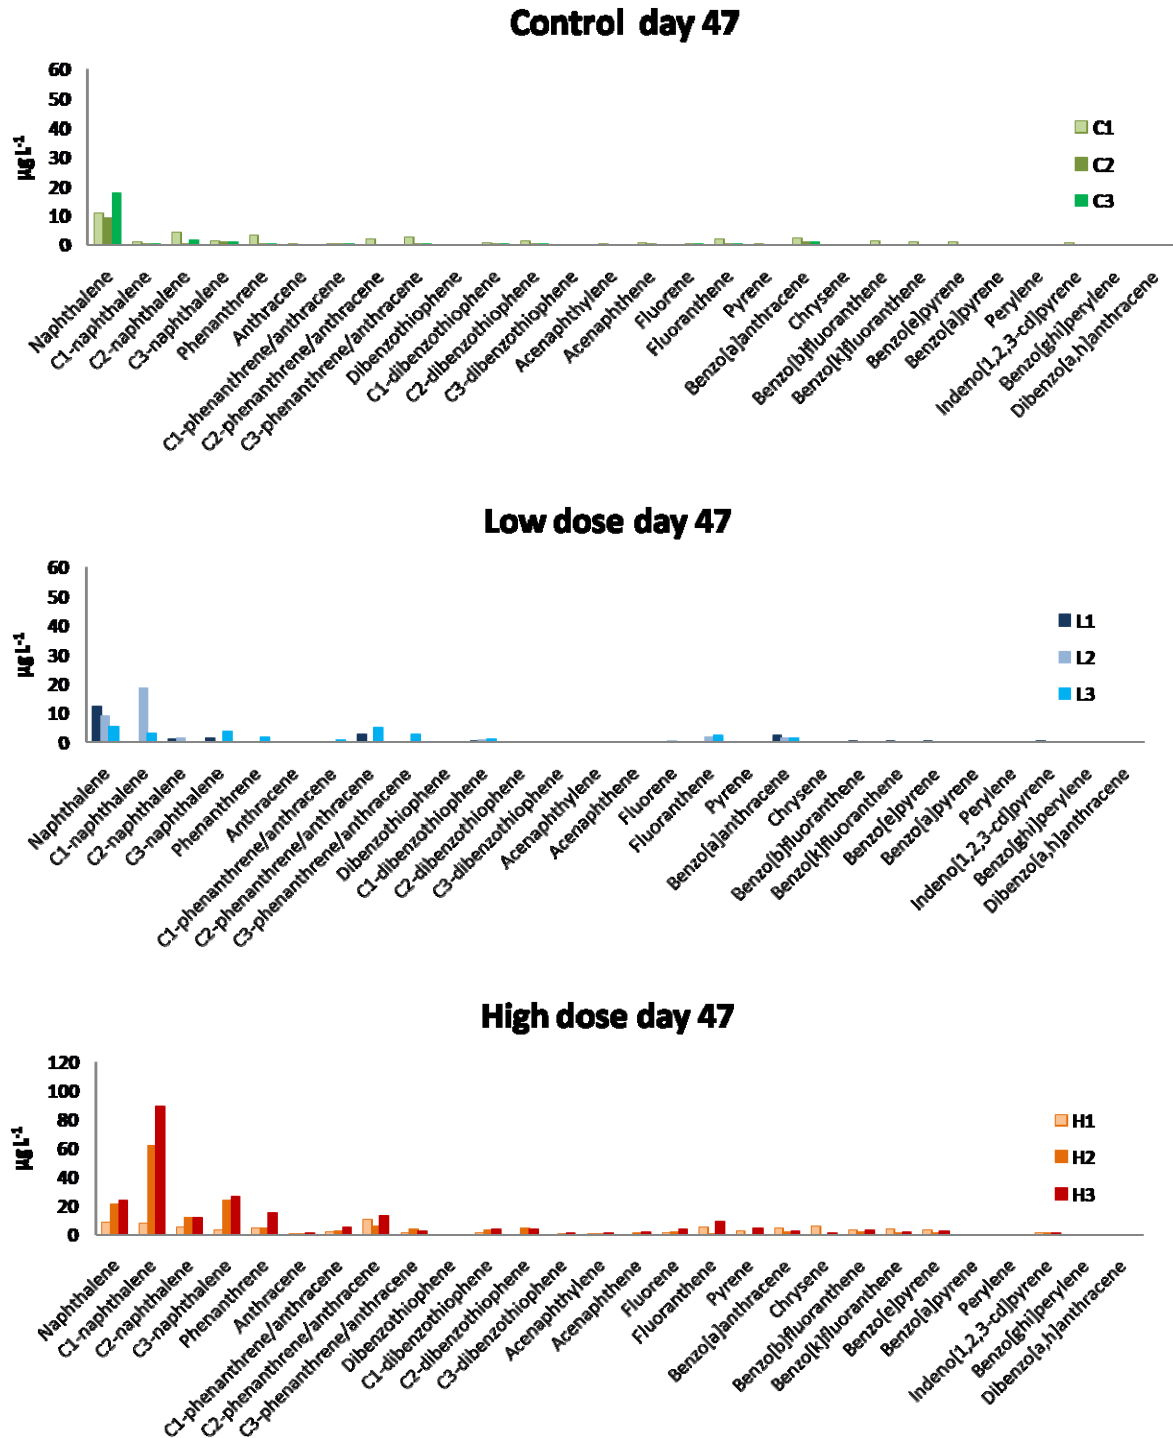 Control day 47
60
50
40
30
20
10
0
µg L⁻¹
C1
C2
C3
Naphthalene
C1-naphthalene
C2-naphthalene
C3-naphthalene
Phenanthrene
Anthracene
C1-phenanthrene/anthracene
C2-phenanthrene/anthracene
C3-phenanthrene/anthracene
Dibenzothiophene
C1-dibenzothiophene
C2-dibenzothiophene
C3-dibenzothiophene
Acenaphthylene
Acenaphthene
Fluorene
Fluoranthene
Pyrene
Benzo[a]anthracene
Chrysene
Benzo[b]fluoranthene
Benzo[k]fluoranthene
Benzo[e]pyrene
Benzo[a]pyrene
Perylene
Indeno[1,2,3-cd]pyrene
Benzo[ghi]perylene
Dibenzo[a,h]anthracene
Low dose day 47
60
50
40
30
20
10
0
µg L⁻¹
L1
L2
L3
Naphthalene
C1-naphthalene
C2-naphthalene
C3-naphthalene
Phenanthrene
Anthracene
C1-phenanthrene/anthracene
C2-phenanthrene/anthracene
C3-phenanthrene/anthracene
Dibenzothiophene
C1-dibenzothiophene
C2-dibenzothiophene
C3-dibenzothiophene
Acenaphthylene
Acenaphthene
Fluorene
Fluoranthene
Pyrene
Benzo[a]anthracene
Chrysene
Benzo[b]fluoranthene
Benzo[k]fluoranthene
Benzo[e]pyrene
Benzo[a]pyrene
Perylene
Indeno[1,2,3-cd]pyrene
Benzo[ghi]perylene
Dibenzo[a,h]anthracene
High dose day 47
120
100
80
60
40
20
0
µg L⁻¹
H1
H2
H3
Naphthalene
C1-naphthalene
C2-naphthalene
C3-naphthalene
Phenanthrene
Anthracene
C1-phenanthrene/anthracene
C2-phenanthrene/anthracene
C3-phenanthrene/anthracene
Dibenzothiophene
C1-dibenzothiophene
C2-dibenzothiophene
C3-dibenzothiophene
Acenaphthylene
Acenaphthene
Fluorene
Fluoranthene
Pyrene
Benzo[a]anthracene
Chrysene
Benzo[b]fluoranthene
Benzo[k]fluoranthene
Benzo[e]pyrene
Benzo[a]pyrene
Perylene
Indeno[1,2,3-cd]pyrene
Benzo[ghi]perylene
Dibenzo[a,h]anthracene